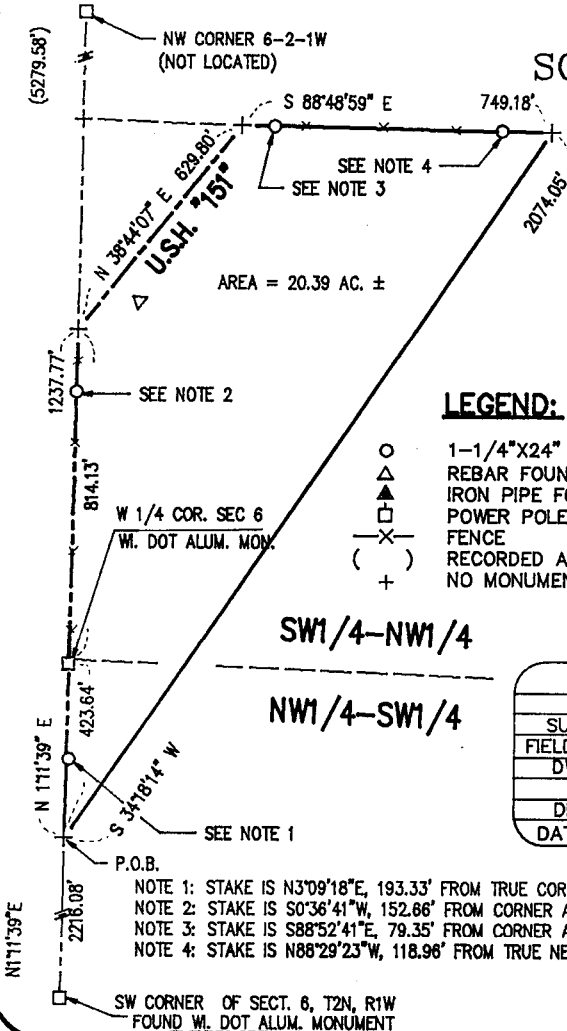 NW CORNER 6-2-1W
(NOT LOCATED)
(5279.58')
SO
S 88°48'59" E
749.18'
SEE NOTE 4
SEE NOTE 3
2074.05'
N 38°44'07" E 629.80'
U.S.H. "151"
AREA = 20.39 AC. ±
1237.77'
SEE NOTE 2
814.13'
W 1/4 COR. SEC 6
WI. DOT ALUM. MON.
LEGEND:
1-1/4"X24"
REBAR FOUN
IRON PIPE FO
POWER POLE
FENCE
( ) RECORDED A
+ NO MONUMEN
SW1/4-NW1/4
NW1/4-SW1/4
SU
FIELD
DW
D
DAT
423.64'
N 1°11'39" E
S 34°18'14" W
SEE NOTE 1
P.O.B.
2216.08'
N1°11'39"E
NOTE 1: STAKE IS N3°09'18"E, 193.33' FROM TRUE COR
NOTE 2: STAKE IS S0°36'41"W, 152.66' FROM CORNER A
NOTE 3: STAKE IS S88°52'41"E, 79.35' FROM CORNER A
NOTE 4: STAKE IS N88°29'23"W, 118.96' FROM TRUE NE
SW CORNER OF SECT. 6, T2N, R1W
FOUND WI. DOT ALUM. MONUMENT